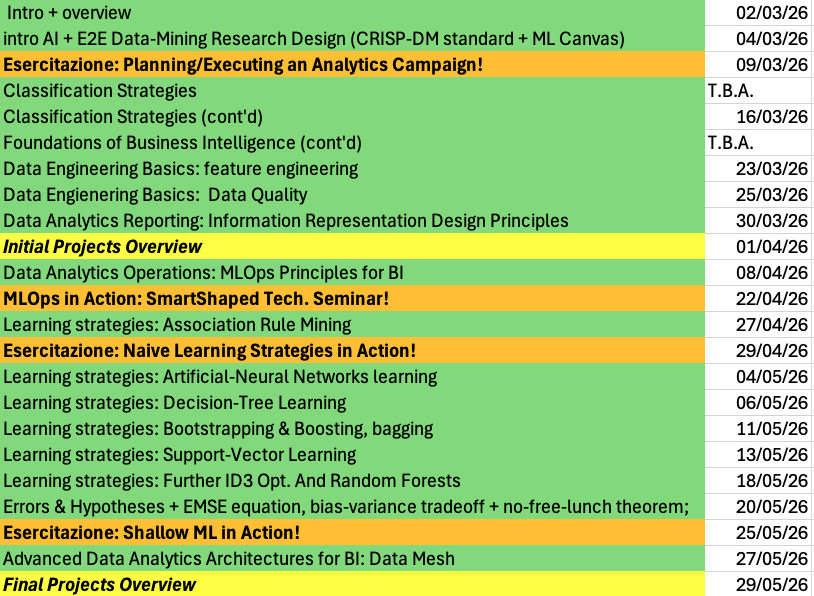 Intro + overview 02/03/26
intro AI + E2E Data-Mining Research Design (CRISP-DM standard + ML Canvas) 04/03/26
Esercitazione: Planning/Executing an Analytics Campaign! 09/03/26
Classification Strategies T.B.A.
Classification Strategies (cont'd) 16/03/26
Foundations of Business Intelligence (cont'd) T.B.A.
Data Engineering Basics: feature engineering 23/03/26
Data Engienering Basics:  Data Quality 25/03/26
Data Analytics Reporting: Information Representation Design Principles 30/03/26
Initial Projects Overview 01/04/26
Data Analytics Operations: MLOps Principles for BI 08/04/26
MLOps in Action: SmartShaped Tech. Seminar! 22/04/26
Learning strategies: Association Rule Mining 27/04/26
Esercitazione: Naive Learning Strategies in Action! 29/04/26
Learning strategies: Artificial-Neural Networks learning 04/05/26
Learning strategies: Decision-Tree Learning 06/05/26
Learning strategies: Bootstrapping & Boosting, bagging 11/05/26
Learning strategies: Support-Vector Learning 13/05/26
Learning strategies: Further ID3 Opt. And Random Forests 18/05/26
Errors & Hypotheses + EMSE equation, bias-variance tradeoff + no-free-lunch theorem; 20/05/26
Esercitazione: Shallow ML in Action! 25/05/26
Advanced Data Analytics Architectures for BI: Data Mesh 27/05/26
Final Projects Overview 29/05/26